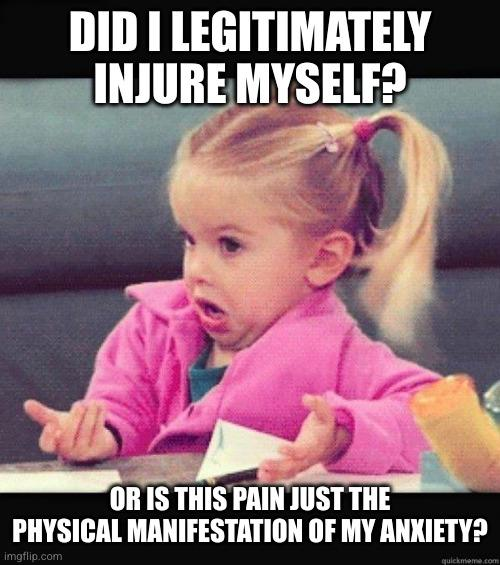 DID I LEGITIMATELY
INJURE MYSELF?
OR IS THIS PAIN JUST THE
PHYSICAL MANIFESTATION OF MY ANXIETY?
imgflip.com
quickmeme.com